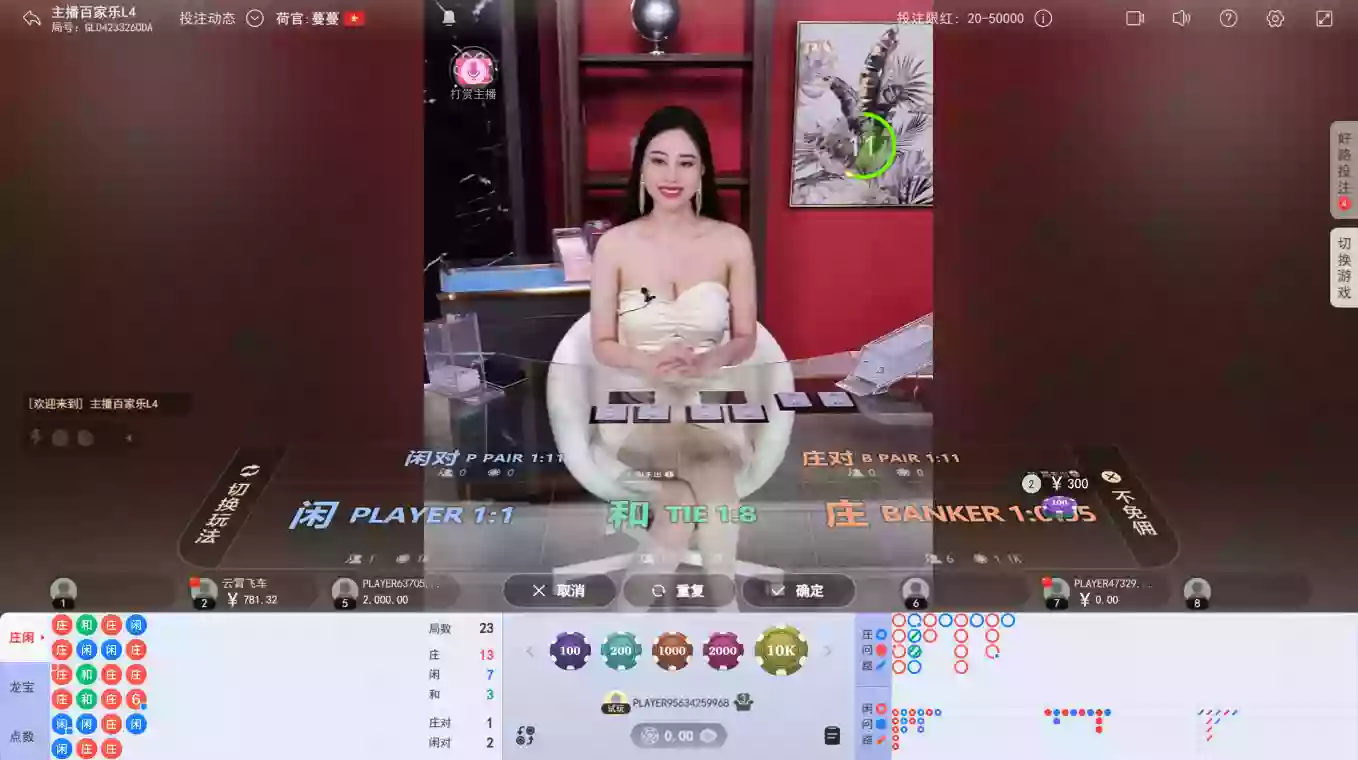 主播百家乐L4
局号: GL0423326QDA
投注动态
荷官: 蔓蔓
投注限红: 20-50000
打赏主播
11
好路投注
4
切换游戏
[欢迎来到] 主播百家乐L4
切换玩法
闲对 P PAIR 1:11
0 0
庄对 B PAIR 1:11
0 0
2 ¥ 300
100
闲 PLAYER 1:1
和 TIE 1:8
庄 BANKER
不免佣
6 1.1K
1
2 云霄飞车
¥ 781.32
5 PLAYER63705...
2,000.00
取消
重复
确定
6
7 PLAYER47329...
¥ 0.00
8
庄闲
龙宝
点数
庄 和 庄 闲
庄 闲 闲 庄
庄 和 庄 庄
庄 和 庄 6
闲 闲 庄 闲
闲 庄 庄
局数 23
庄 13
闲 7
和 3
庄对 1
闲对 2
100 200 1000 2000 10K
试玩 PLAYER95634259968
0.00
庄问路
闲问路